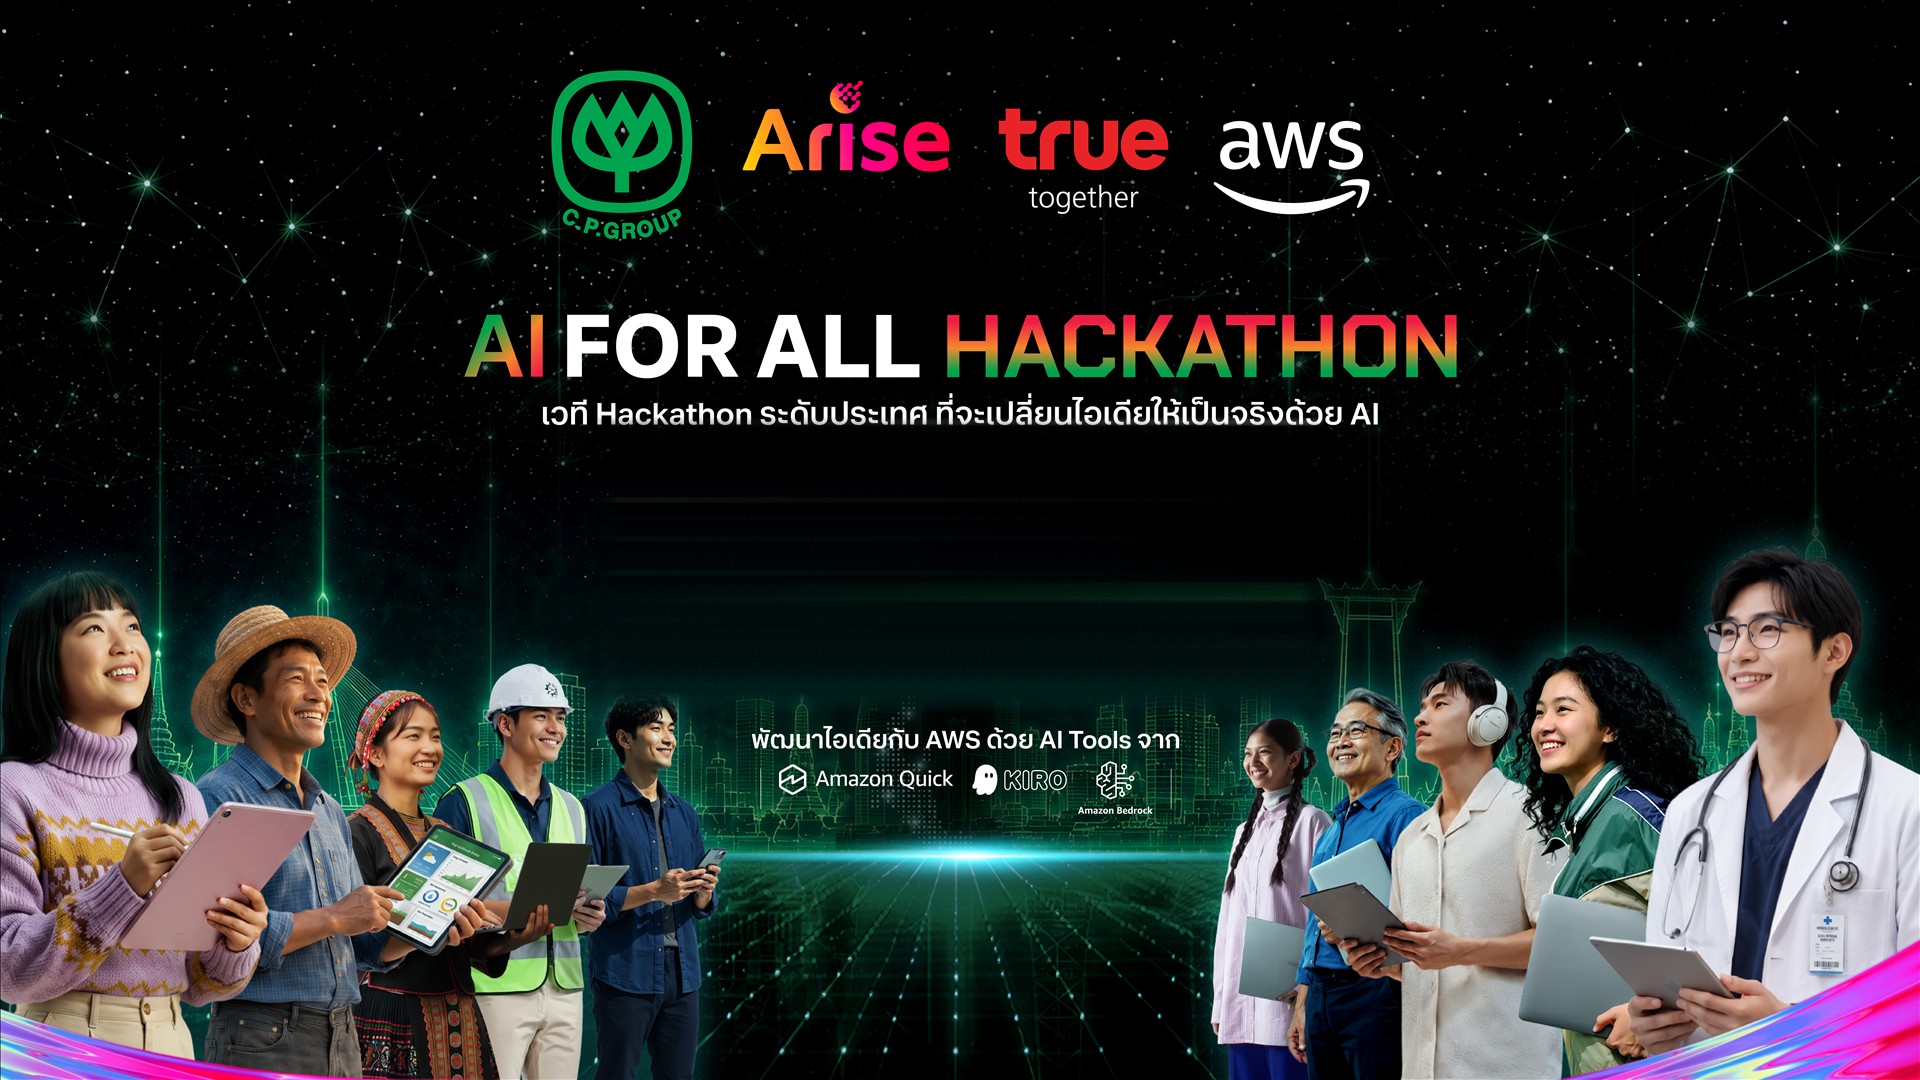 C.P.GROUP
Arise
true
together
aws
AI FOR ALL HACKATHON
เวที Hackathon ระดับประเทศ ที่จะเปลี่ยนไอเดียให้เป็นจริงด้วย AI
พัฒนาไอเดียกับ AWS ด้วย AI Tools จาก
Amazon Quick
KIRO
Amazon Bedrock